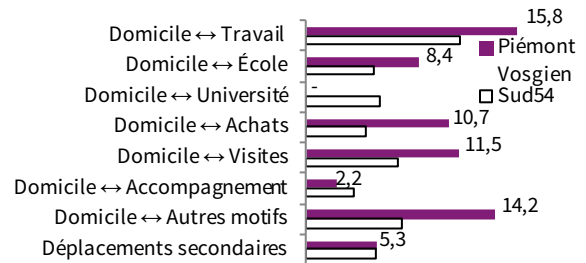 Domicile ↔ Travail 15,8
Domicile ↔ École 8,4
Domicile ↔ Université -
Domicile ↔ Achats 10,7
Domicile ↔ Visites 11,5
Domicile ↔ Accompagnement 2,2
Domicile ↔ Autres motifs 14,2
Déplacements secondaires 5,3
Piémont
Vosgien
Sud54